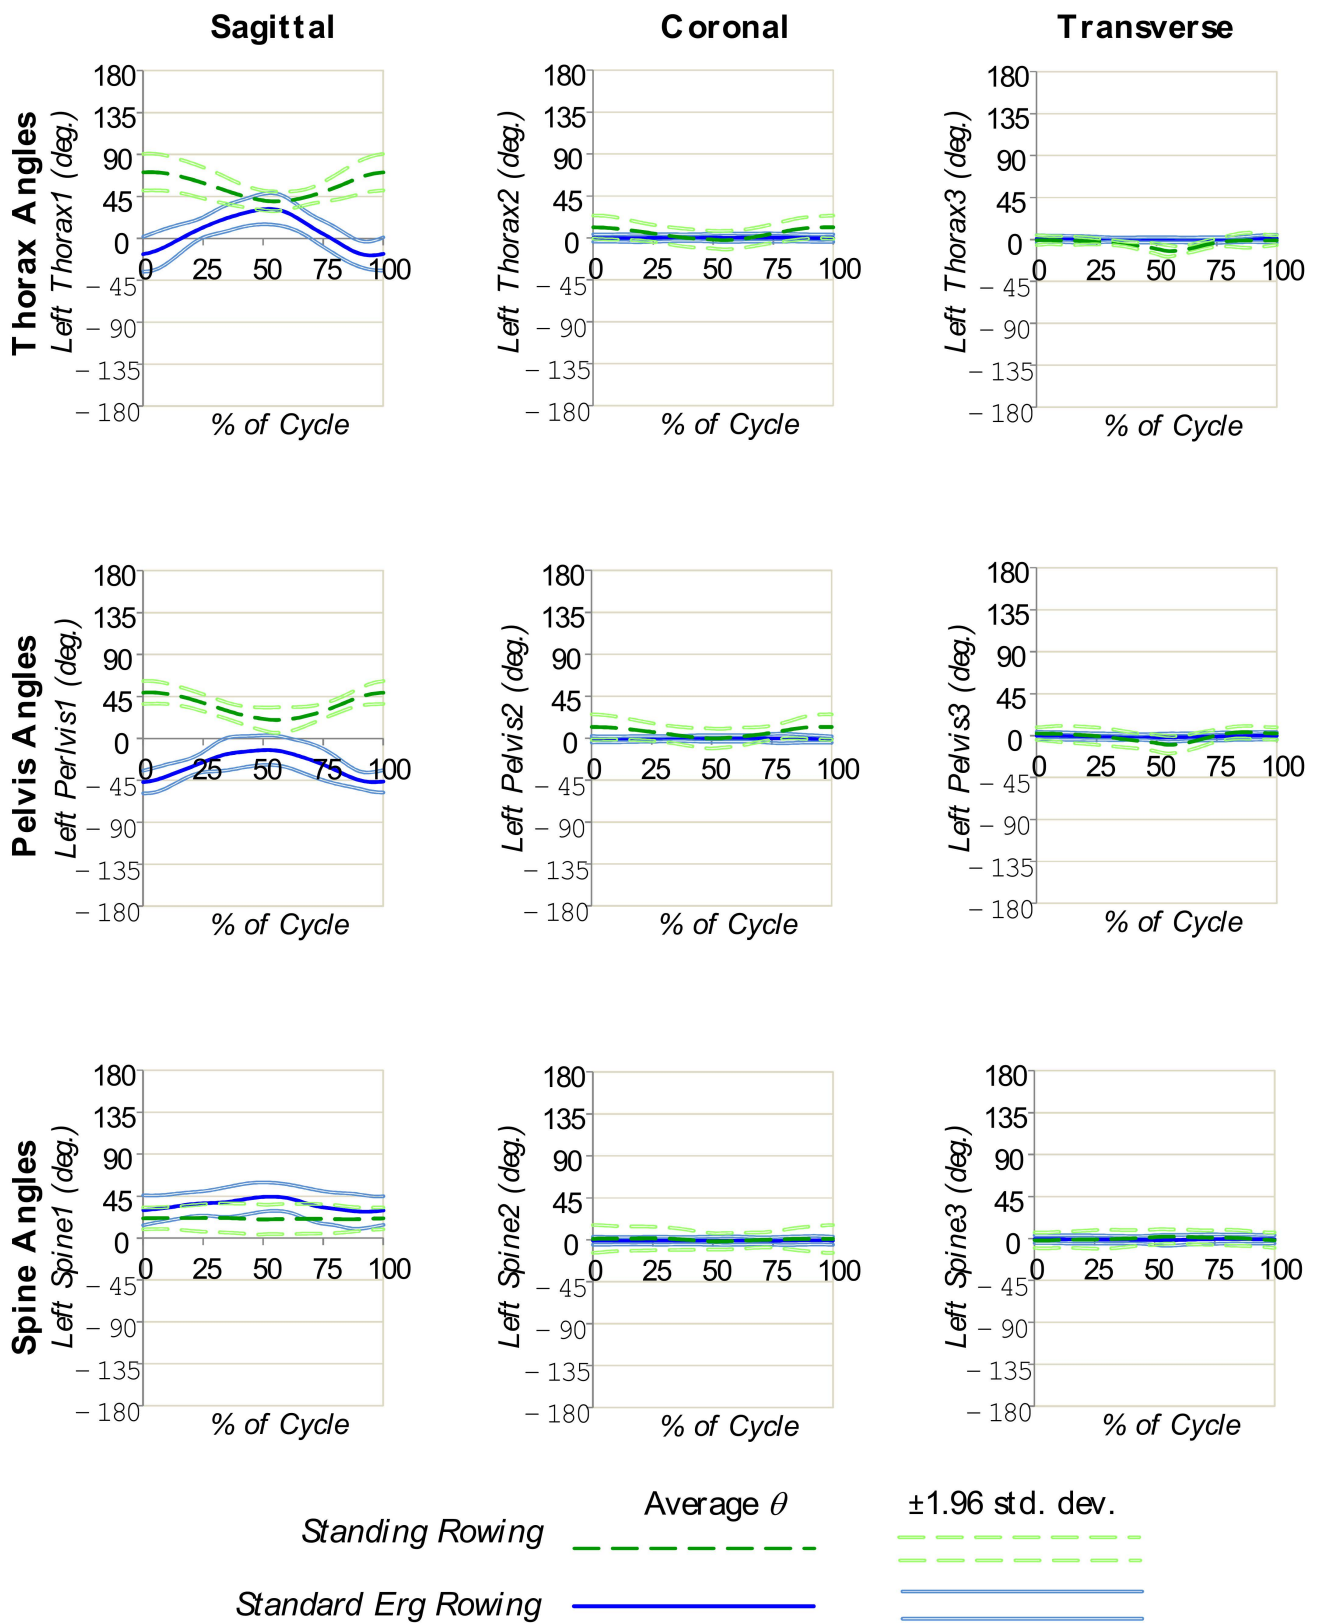 Sagittal Coronal Transverse
Thorax Angles
Left Thorax1 (deg.)
180
135
90
45
0
– 45
– 90
– 135
– 180
0 25 50 75 100
% of Cycle
Left Thorax2 (deg.)
180
135
90
45
0
– 45
– 90
– 135
– 180
0 25 50 75 100
% of Cycle
Left Thorax3 (deg.)
180
135
90
45
0
– 45
– 90
– 135
– 180
0 25 50 75 100
% of Cycle
Pelvis Angles
Left Perlvis1 (deg.)
180
135
90
45
0
– 45
– 90
– 135
– 180
0 25 50 75 100
% of Cycle
Left Pelvis2 (deg.)
180
135
90
45
0
– 45
– 90
– 135
– 180
0 25 50 75 100
% of Cycle
Left Pelvis3 (deg.)
180
135
90
45
0
– 45
– 90
– 135
– 180
0 25 50 75 100
% of Cycle
Spine Angles
Left Spine1 (deg.)
180
135
90
45
0
– 45
– 90
– 135
– 180
0 25 50 75 100
% of Cycle
Left Spine2 (deg.)
180
135
90
45
0
– 45
– 90
– 135
– 180
0 25 50 75 100
% of Cycle
Left Spine3 (deg.)
180
135
90
45
0
– 45
– 90
– 135
– 180
0 25 50 75 100
% of Cycle
Average θ ±1.96 std. dev.
Standing Rowing
Standard Erg Rowing